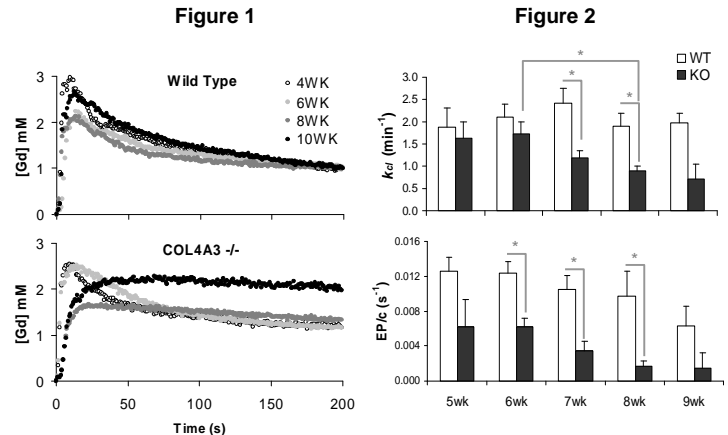 Figure 1
Figure 2
Wild Type
4WK
6WK
8WK
10WK
[Gd] mM
3
2
1
0
COL4A3 -/-
[Gd] mM
3
2
1
0
0
50
100
150
200
Time (s)
WT
KO
*
*
*
kcl (min-1)
3.0
2.5
2.0
1.5
1.0
0.5
0.0
*
*
*
EP/c (s-1)
0.016
0.012
0.008
0.004
0.000
5wk
6wk
7wk
8wk
9wk